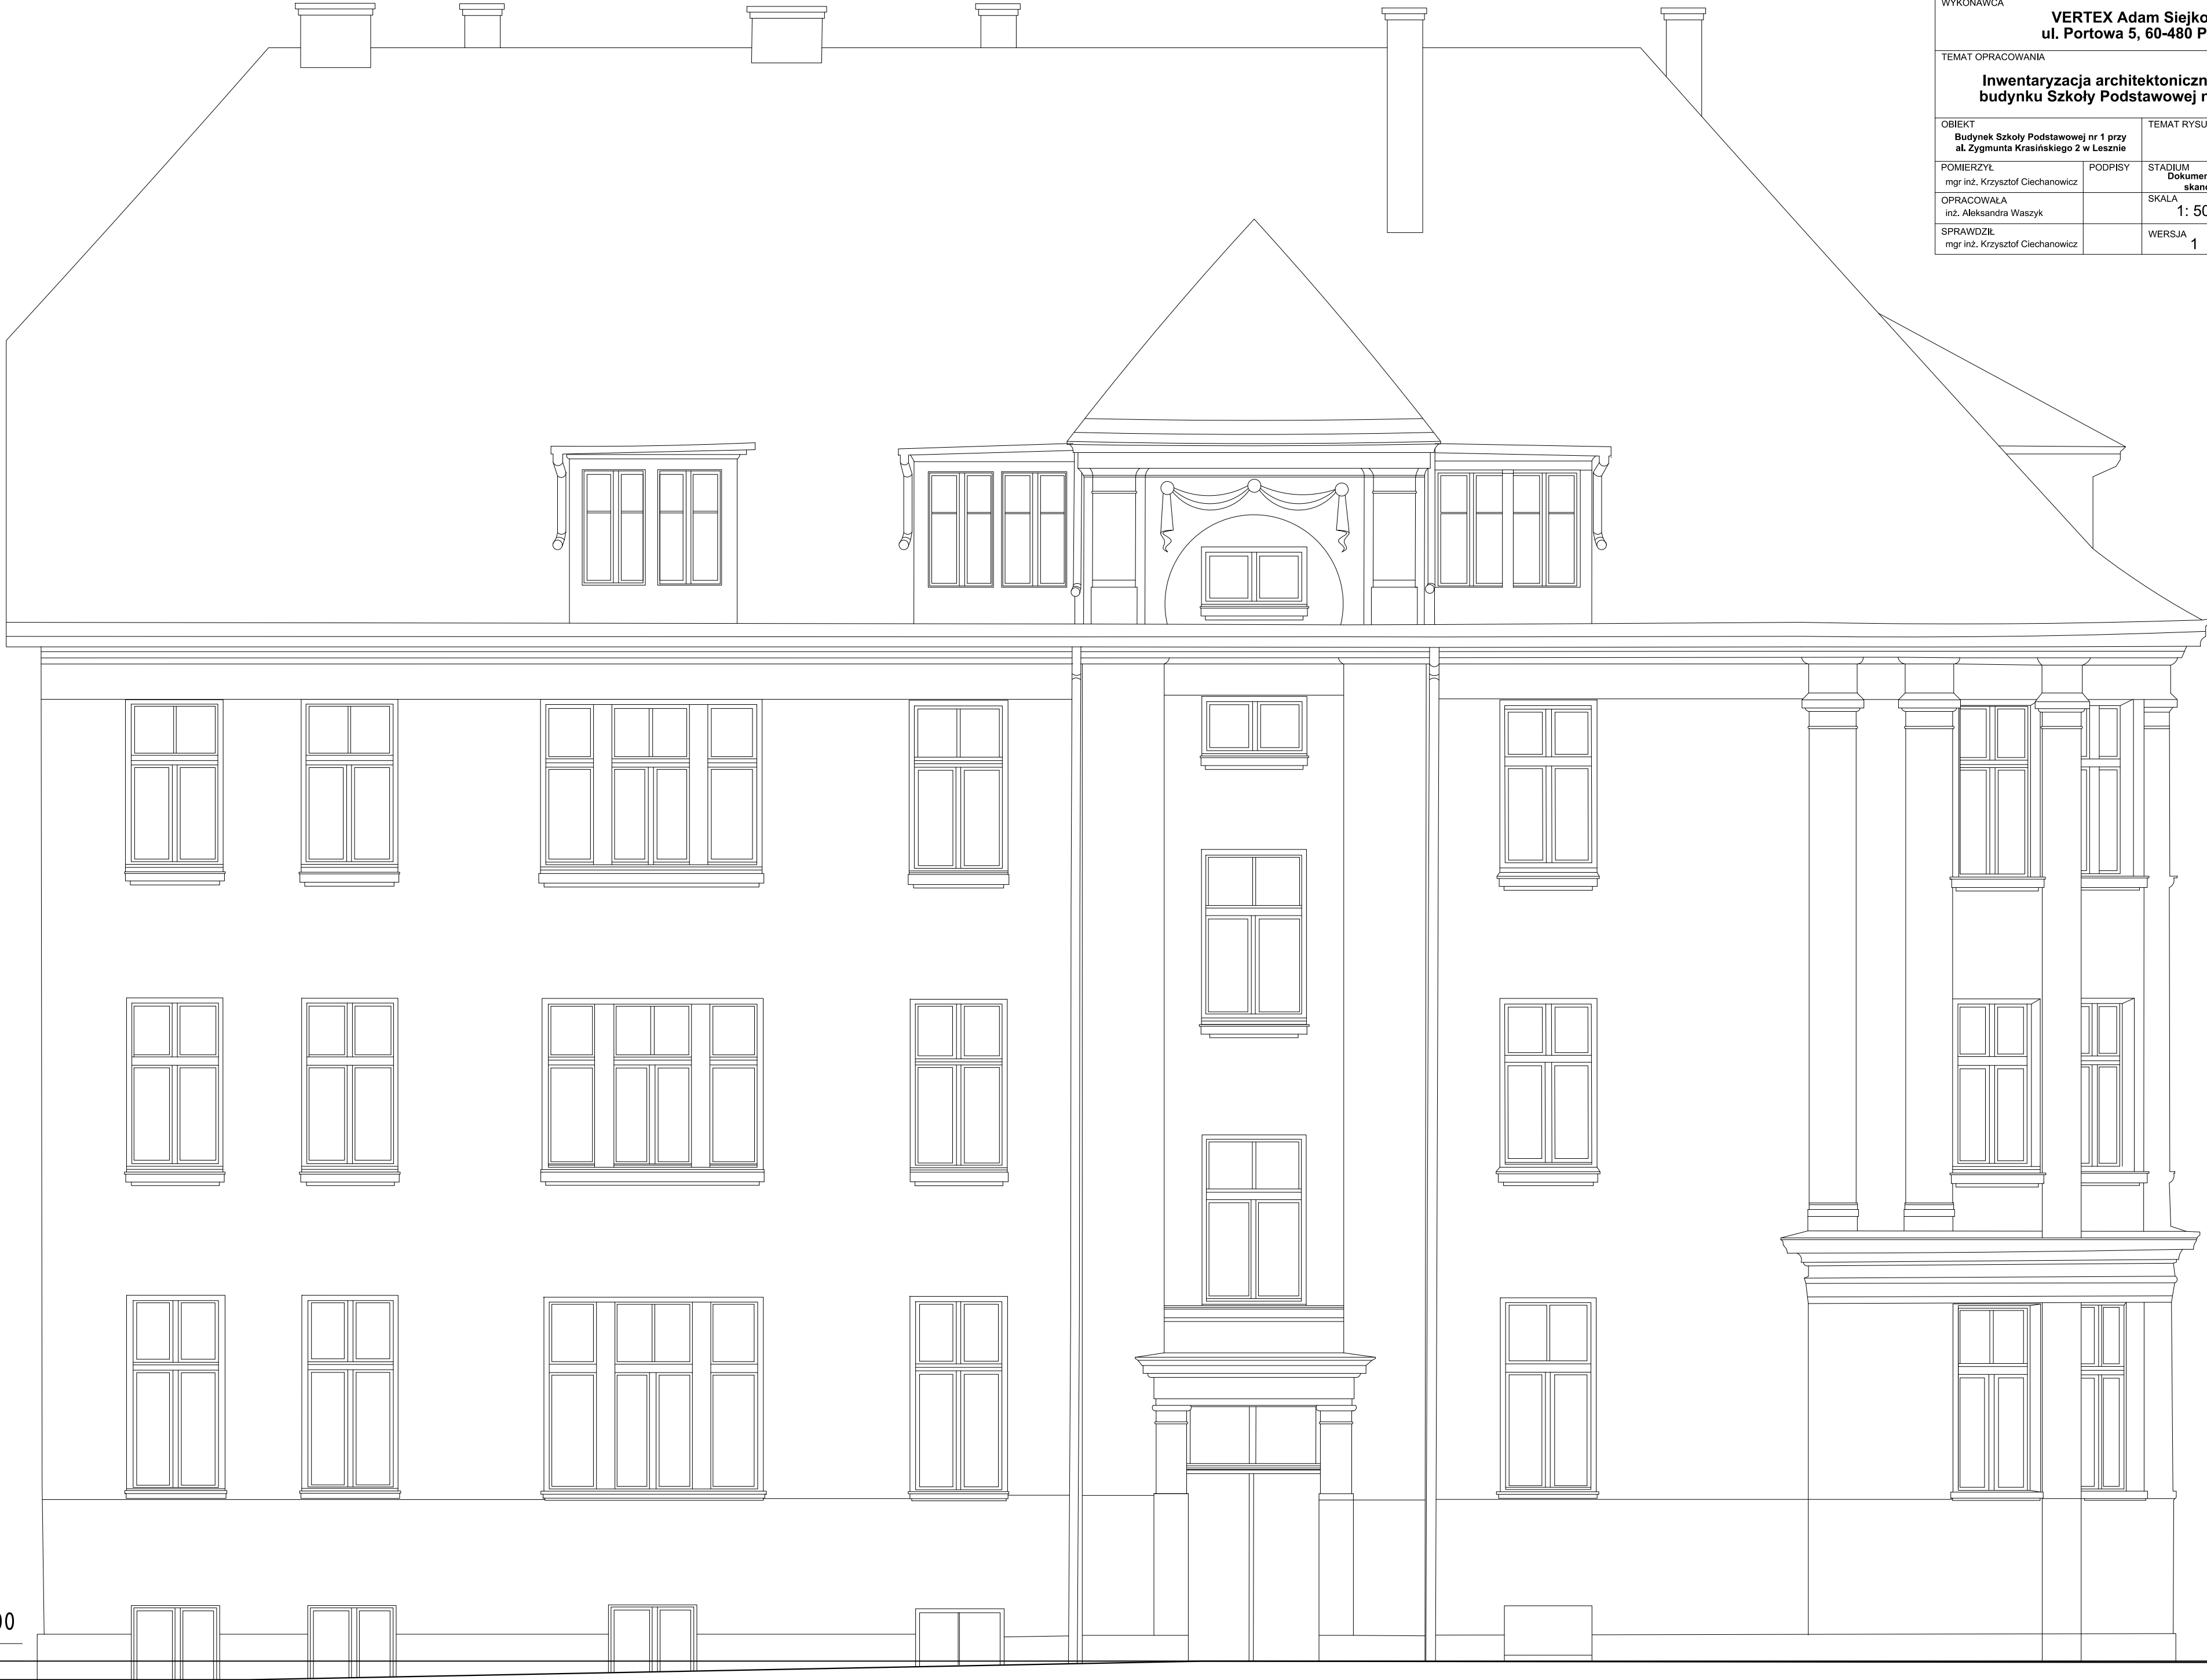 WYKONAWCA
VERTEX Adam Siejko
ul. Portowa 5, 60-480 P
TEMAT OPRACOWANIA
Inwentaryzacja architektoniczn
budynku Szkoły Podstawowej
OBIEKT
Budynek Szkoły Podstawowej nr 1 przy
al. Zygmunta Krasińskiego 2 w Lesznie
TEMAT RYSU
POMIERZYŁ
mgr inż. Krzysztof Ciechanowicz
PODPISY
STADIUM
Dokumen
skan
OPRACOWAŁA
inż. Aleksandra Waszyk
SKALA
1: 50
SPRAWDZIŁ
mgr inż. Krzysztof Ciechanowicz
WERSJA
1